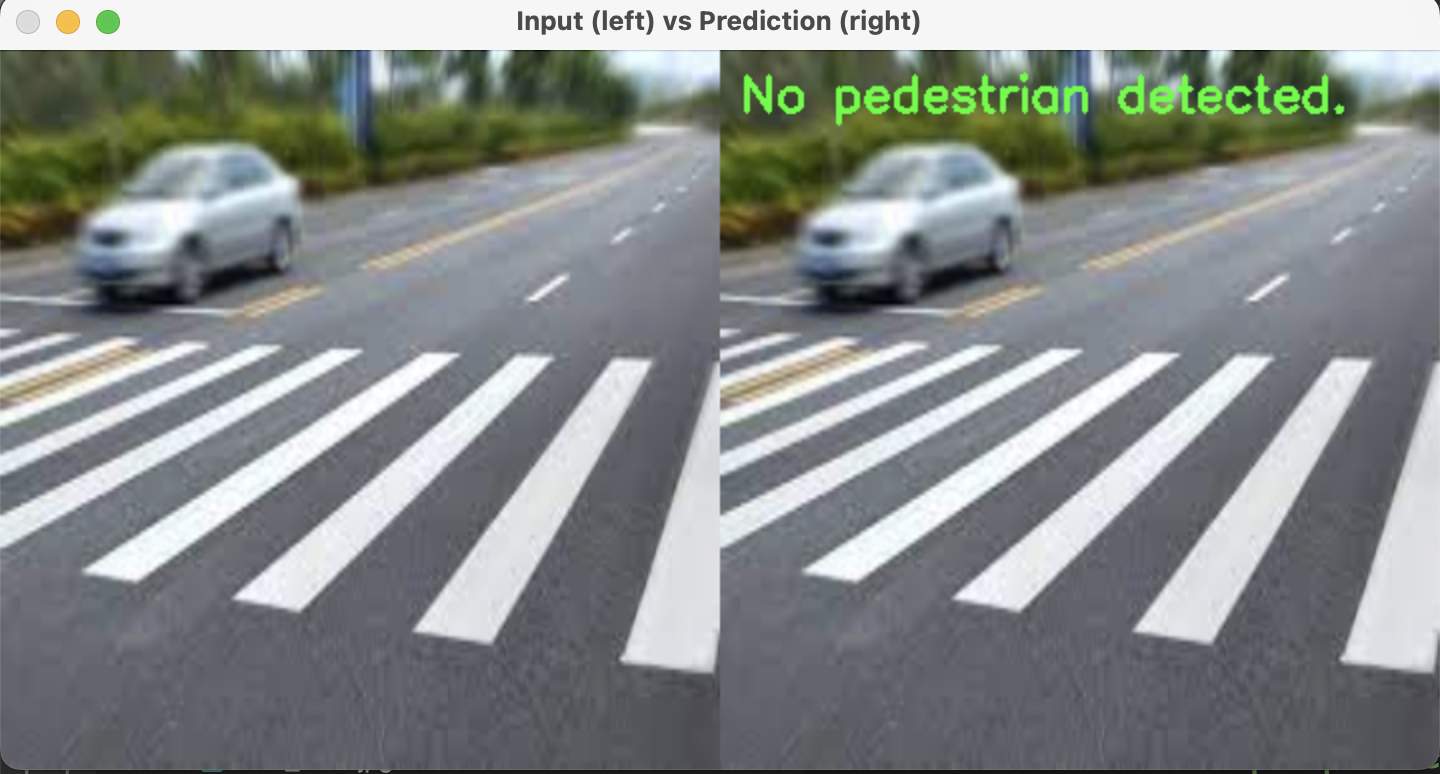 Input (left) vs Prediction (right)
No pedestrian detected.